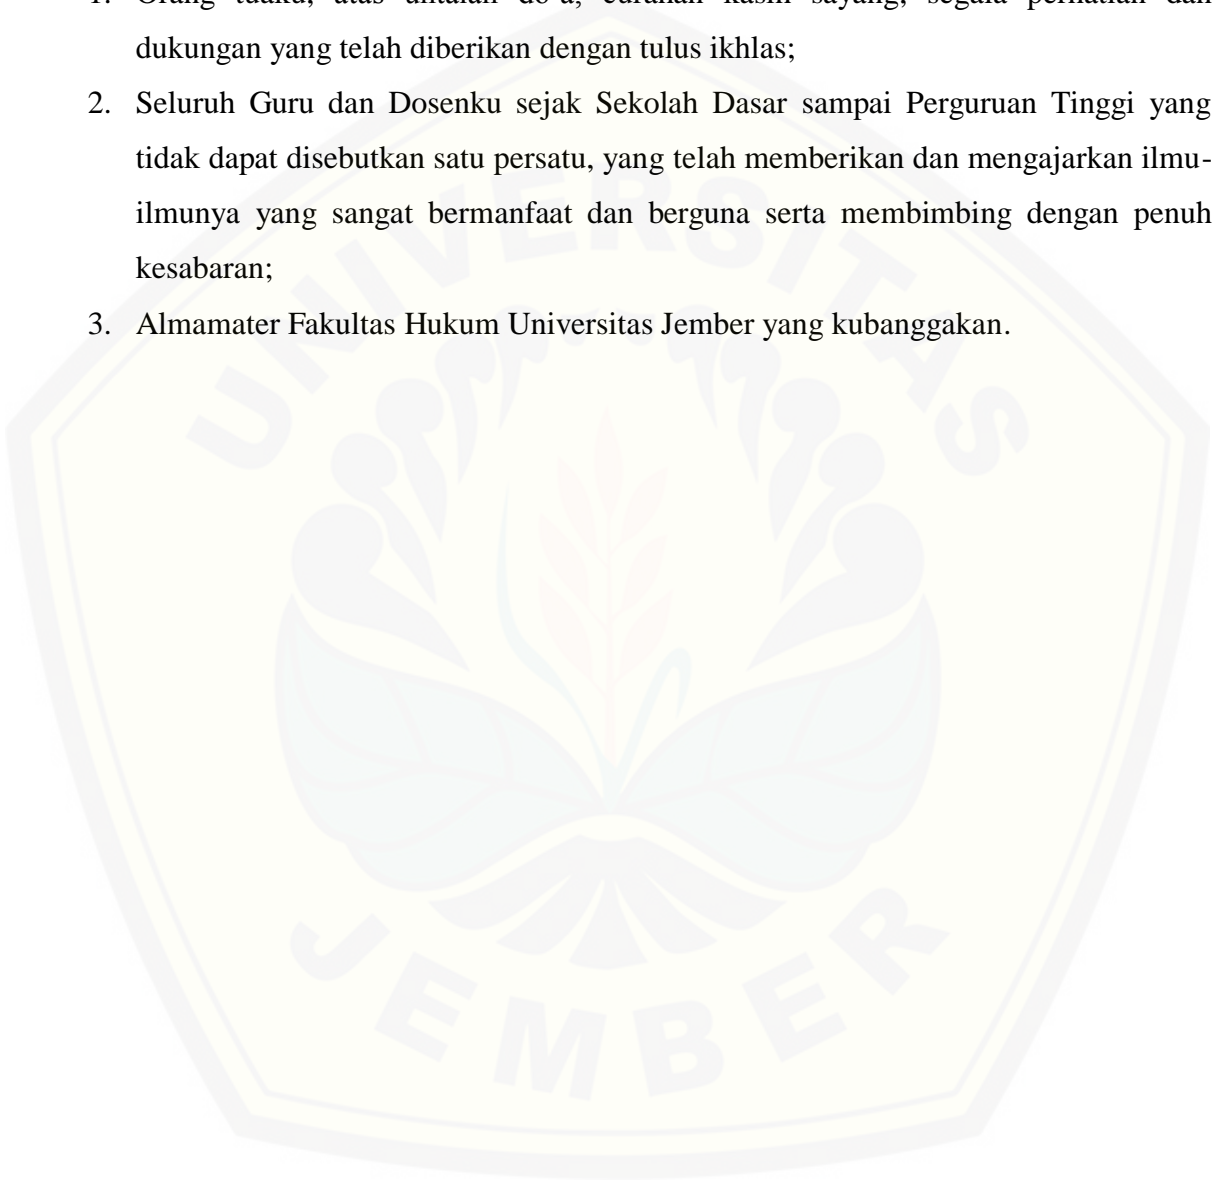 1. Orang tuaku, atas untaian do'a, curahan kasih sayang, segala perhatian dan
dukungan yang telah diberikan dengan tulus ikhlas;
2. Seluruh Guru dan Dosenku sejak Sekolah Dasar sampai Perguruan Tinggi yang
tidak dapat disebutkan satu persatu, yang telah memberikan dan mengajarkan ilmu-
ilmunya yang sangat bermanfaat dan berguna serta membimbing dengan penuh
kesabaran;
3. Almamater Fakultas Hukum Universitas Jember yang kubanggakan.
UNIVERSITAS
JEMBER